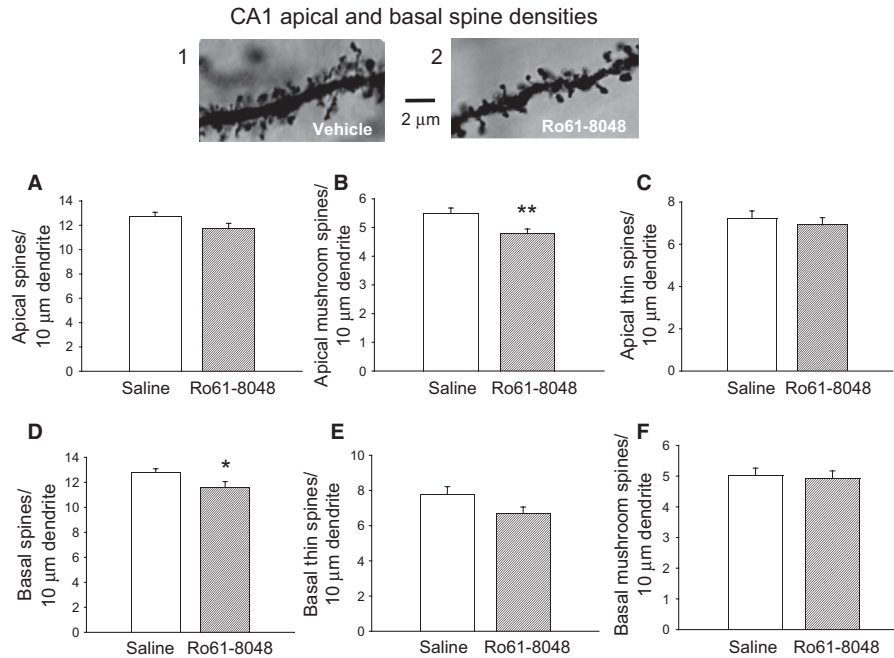 CA1 apical and basal spine densities
1
2
2 μm
Vehicle
Ro61-8048
A
Apical spines/
10 μm dendrite
14
12
10
8
6
4
2
0
Saline Ro61-8048
B
Apical mushroom spines/
10 μm dendrite
6
5
4
3
2
1
0
**
Saline Ro61-8048
C
Apical thin spines/
10 μm dendrite
8
6
4
2
0
Saline Ro61-8048
D
Basal spines/
10 μm dendrite
14
12
10
8
6
4
2
0
*
Saline Ro61-8048
E
Basal thin spines/
10 μm dendrite
10
8
6
4
2
0
Saline Ro61-8048
F
Basal mushroom spines/
10 μm dendrite
6
5
4
3
2
1
0
Saline Ro61-8048